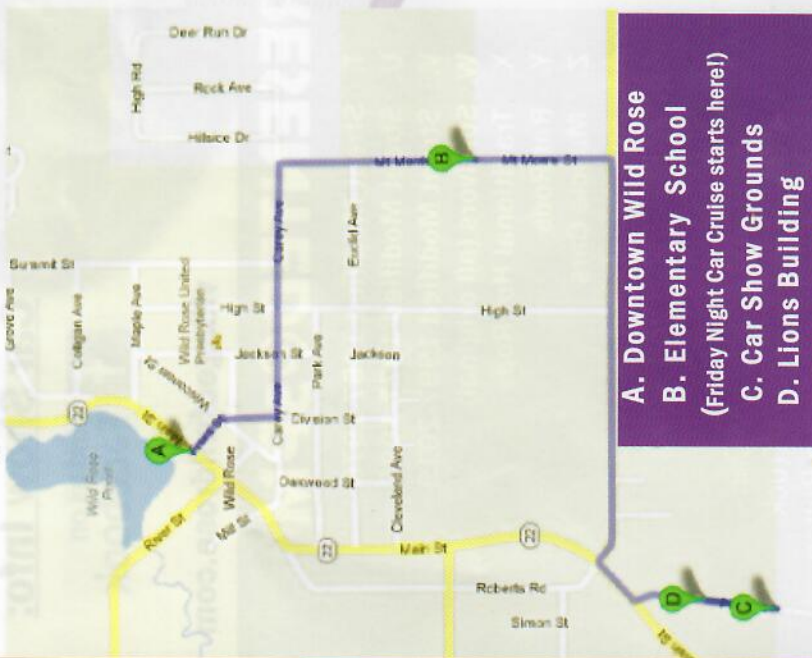 Deer Run Dr
High Rd
Rock Ave
Hillside Dr
Mt Morris St
Summit St
Grove Ave
Colligan Ave
Maple Ave
Wild Rose United
Presbyterian
Wisconsin St
High St
Jackson St
Carey Ave
Carey Ave
Euclid Ave
Park Ave
Jackson
High St
Division St
22
Main St
A
B
Wild Rose
Pond
River St
Wild Rose
Mill St
Oakwood St
Cleveland Ave
22
Main St
22
Roberts Rd
Simon St
D
C
A. Downtown Wild Rose
B. Elementary School
(Friday Night Car Cruise starts here!)
C. Car Show Grounds
D. Lions Building